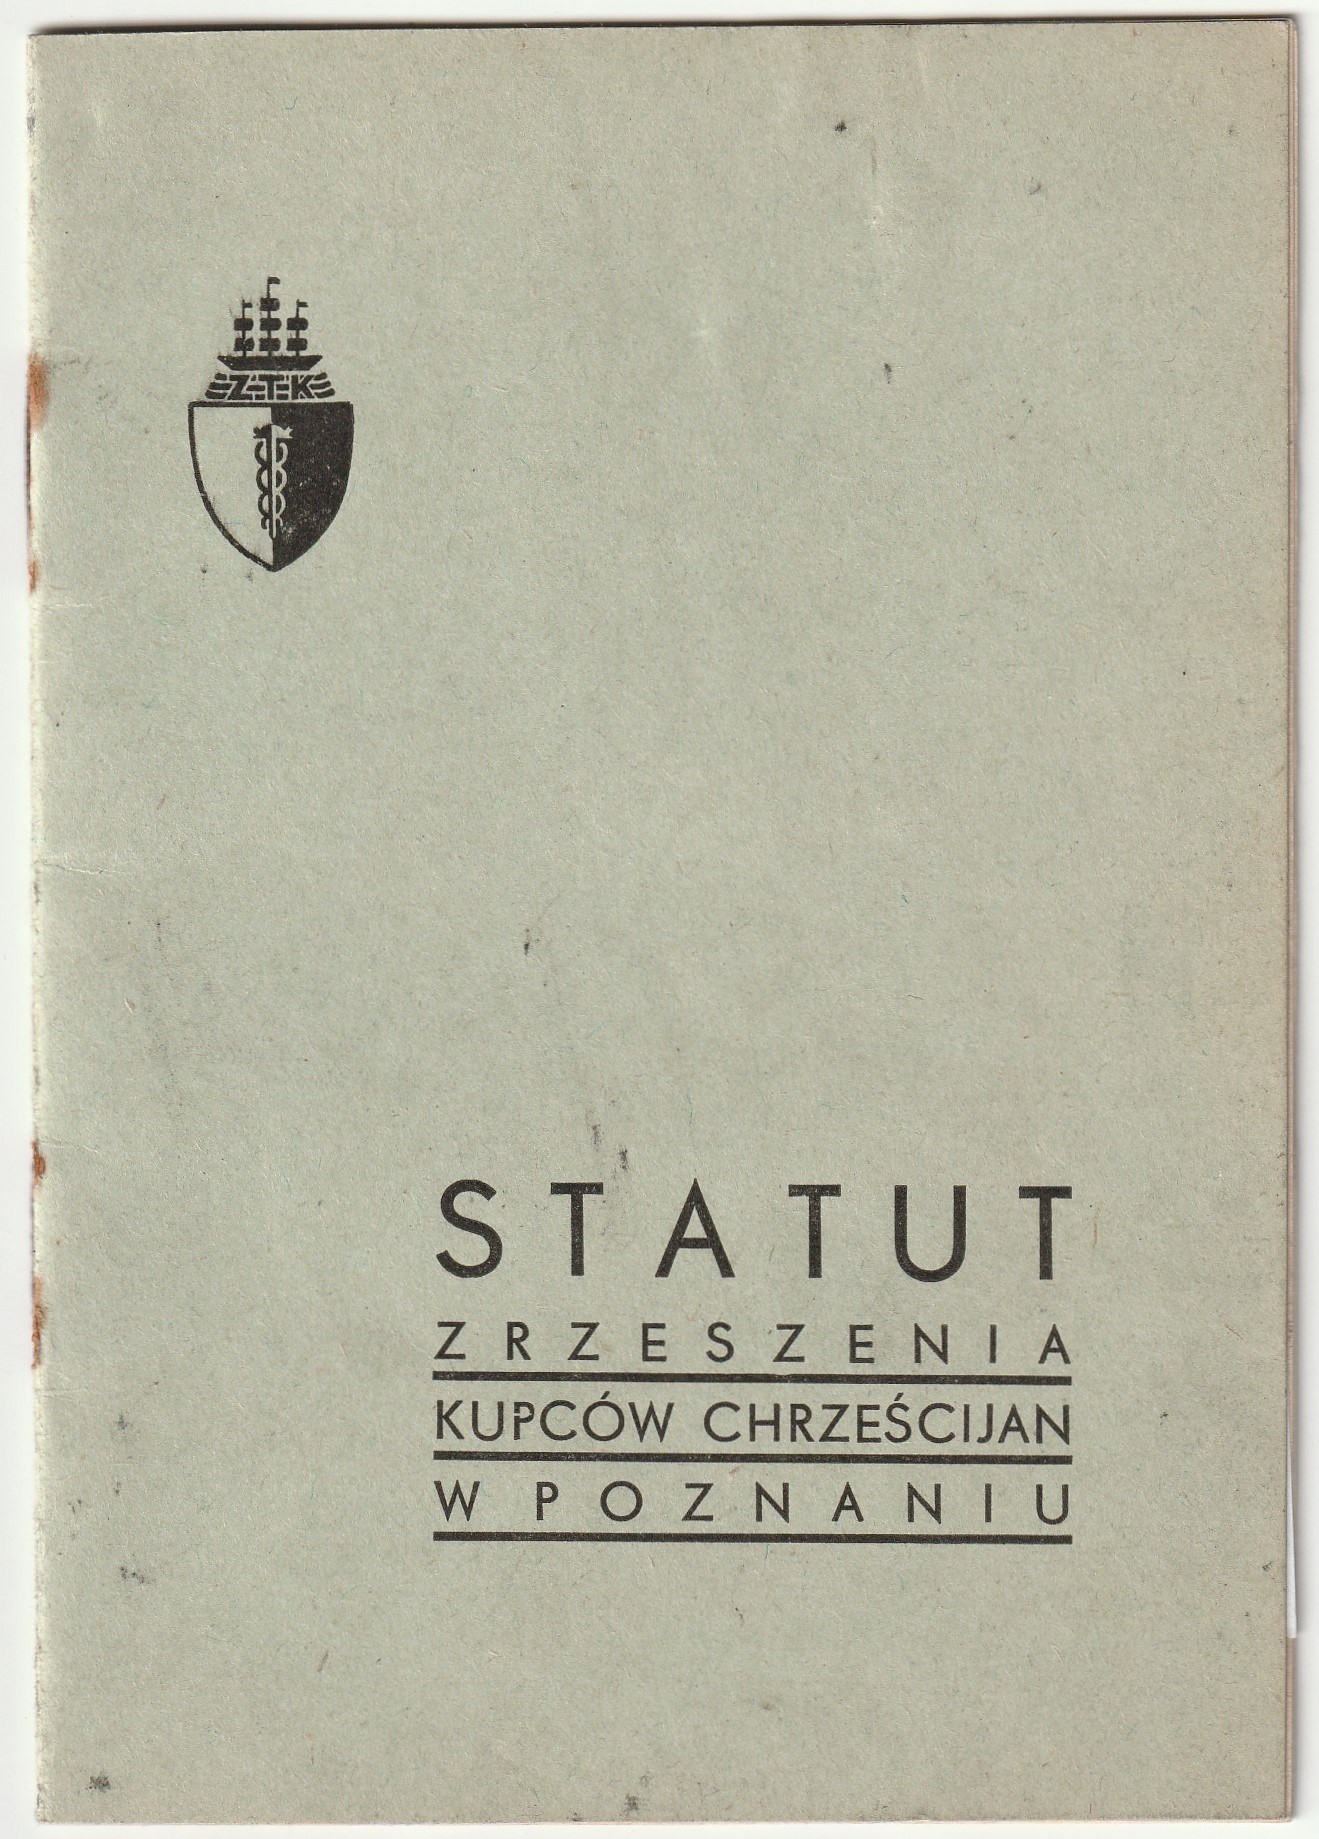 Z·T·K
STATUT
ZRZESZENIA
KUPCÓW CHRZEŚCIJAN
W POZNANIU